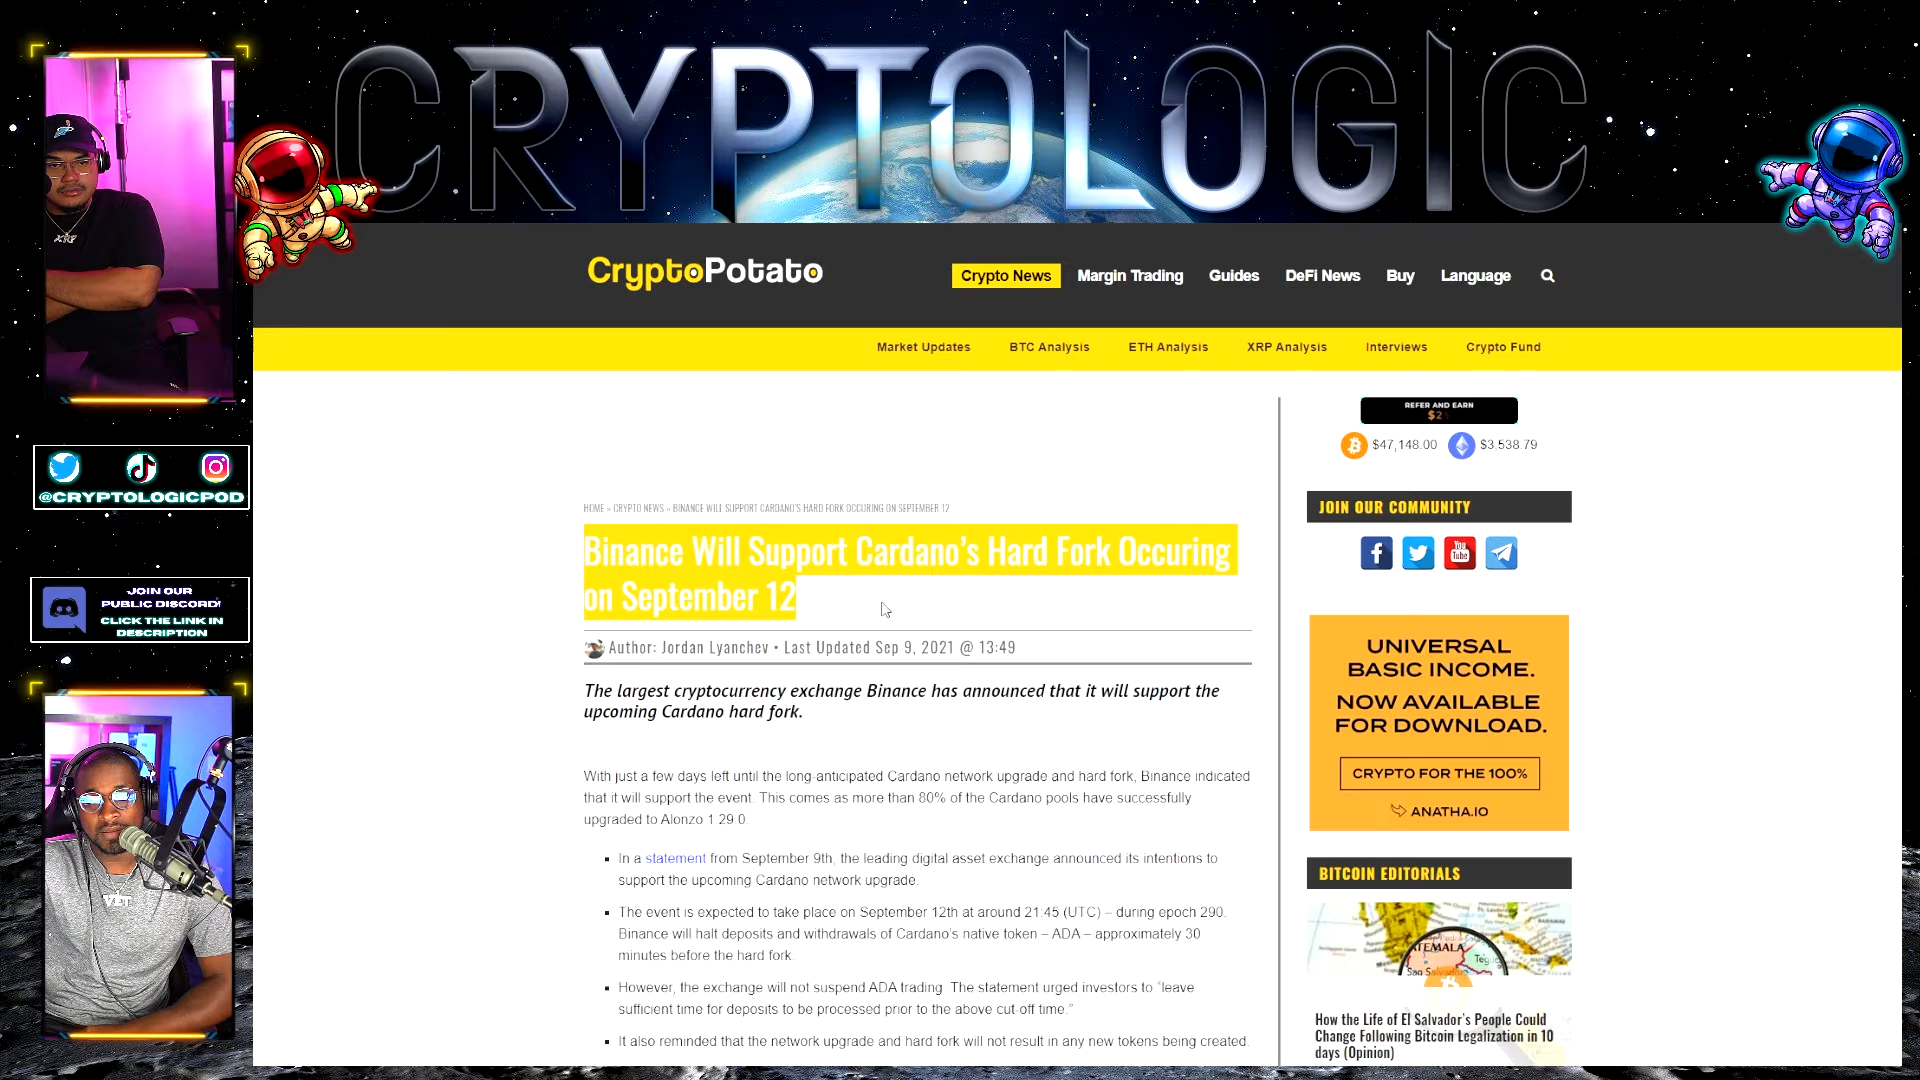 CRYPTOLOGIC
XRP
@CRYPTOLOGICPOD
JOIN OUR
PUBLIC DISCORD!
CLICK THE LINK IN
DESCRIPTION
VET
CryptoPotato
Crypto News
Margin Trading
Guides
DeFi News
Buy
Language
Market Updates
BTC Analysis
ETH Analysis
XRP Analysis
Interviews
Crypto Fund
HOME » CRYPTO NEWS » BINANCE WILL SUPPORT CARDANO'S HARD FORK OCCURING ON SEPTEMBER 12
Binance Will Support Cardano's Hard Fork Occuring
on September 12
Author: Jordan Lyanchev • Last Updated Sep 9, 2021 @ 13:49
The largest cryptocurrency exchange Binance has announced that it will support the
upcoming Cardano hard fork.
With just a few days left until the long-anticipated Cardano network upgrade and hard fork, Binance indicated
that it will support the event. This comes as more than 80% of the Cardano pools have successfully
upgraded to Alonzo 1.29.0.
In a statement from September 9th, the leading digital asset exchange announced its intentions to
support the upcoming Cardano network upgrade.
The event is expected to take place on September 12th at around 21:45 (UTC) – during epoch 290.
Binance will halt deposits and withdrawals of Cardano's native token – ADA – approximately 30
minutes before the hard fork.
However, the exchange will not suspend ADA trading. The statement urged investors to "leave
sufficient time for deposits to be processed prior to the above cut-off time."
It also reminded that the network upgrade and hard fork will not result in any new tokens being created.
REFER AND EARN
$47,148.00
$3,538.79
JOIN OUR COMMUNITY
You
Tube
UNIVERSAL
BASIC INCOME.
NOW AVAILABLE
FOR DOWNLOAD.
CRYPTO FOR THE 100%
ANATHA.IO
BITCOIN EDITORIALS
How the Life of El Salvador's People Could
Change Following Bitcoin Legalization in 10
days (Opinion)